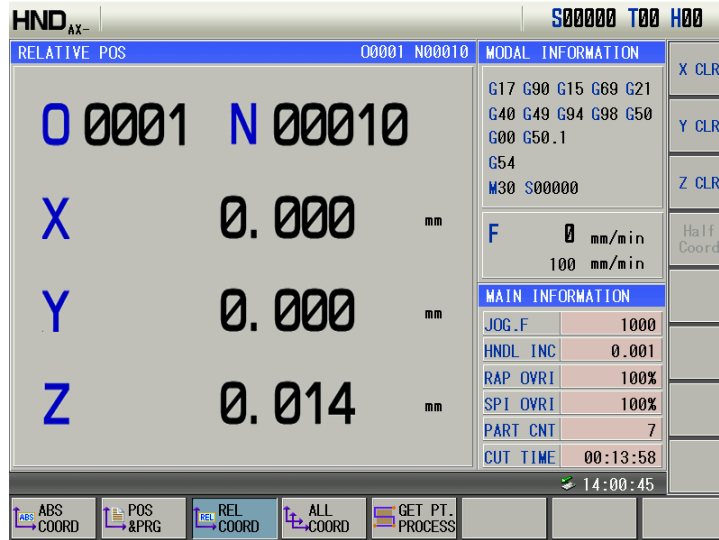 HND AX- S00000 T00 H00
RELATIVE POS O0001 N00010
O 0001 N 00010
X 0.000 mm
Y 0.000 mm
Z 0.014 mm
MODAL INFORMATION
G17 G90 G15 G69 G21
G40 G49 G94 G98 G50
G00 G50.1
G54
M30 S00000
F 0 mm/min
100 mm/min
MAIN INFORMATION
JOG.F 1000
HNDL INC 0.001
RAP OVRI 100%
SPI OVRI 100%
PART CNT 7
CUT TIME 00:13:58
14:00:45
X CLR
Y CLR
Z CLR
Half
Coord
ABS ABS
COORD
POS
&PRG
REL REL
COORD
ALL
COORD
GET PT.
PROCESS